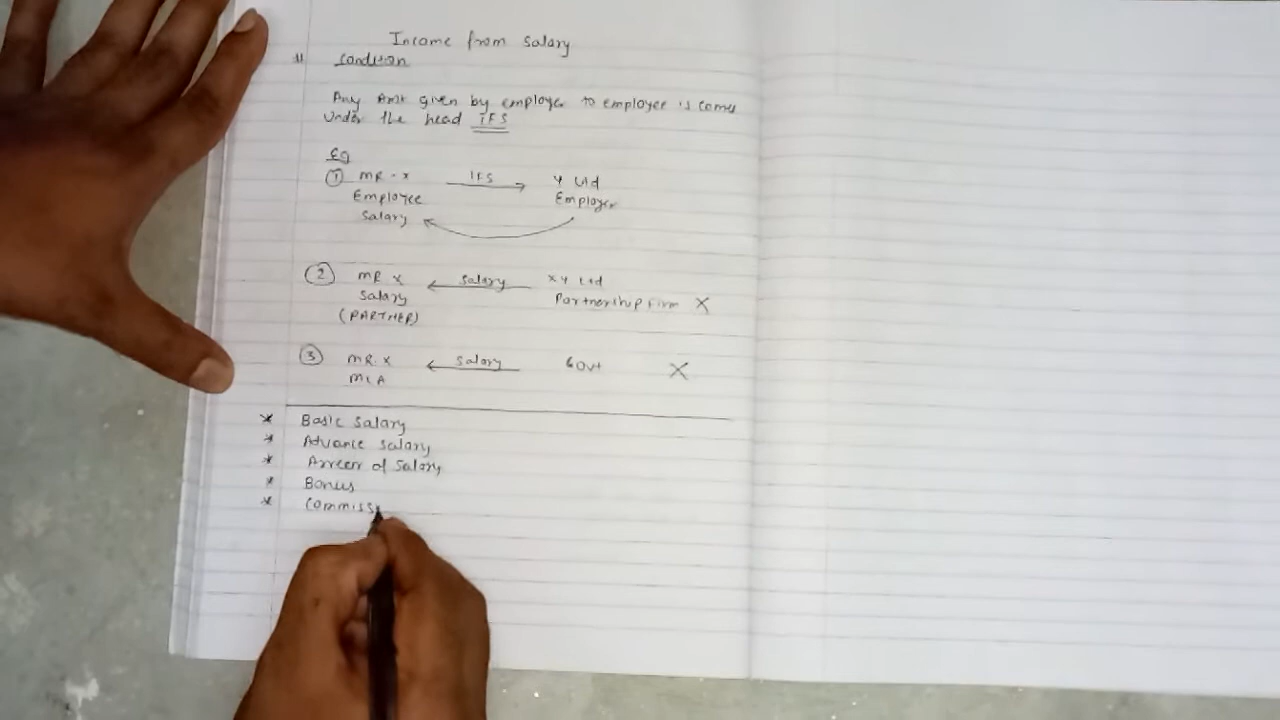 Income from Salary
1) Condition
Any Amt given by employer to employee is comes
Under the head IFS
Eg
① MR. X IFS Y Ltd
Employee Employer
Salary
② MR X Salary XY Ltd
Salary Partnership Firm X
(PARTNER)
③ MR. X Salary Govt X
MLA
* Basic Salary
* Advance Salary
* Arrear of Salary
* Bonus
* Commiss